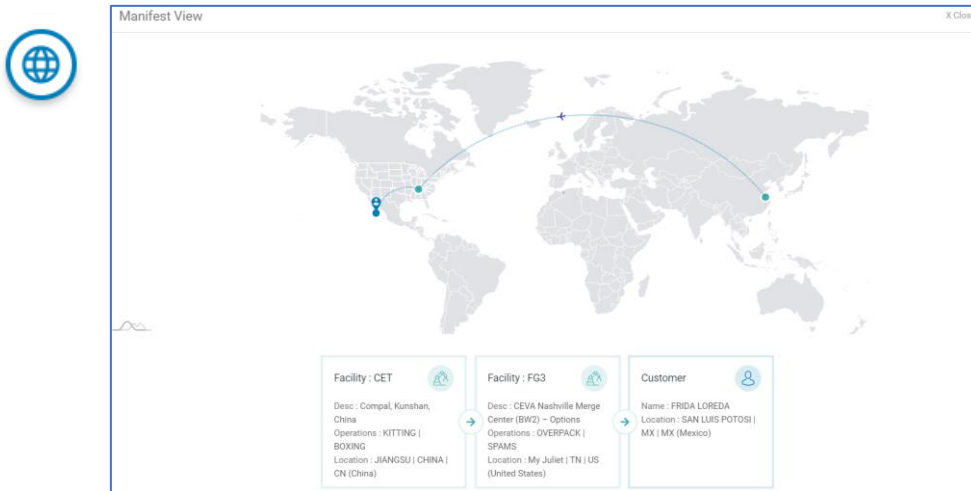 Manifest View
X Clos
Facility : CET
Desc : Compal, Kunshan,
China
Operations : KITTING |
BOXING
Location : JIANGSU | CHINA |
CN (China)
Facility : FG3
Desc : CEVA Nashville Merge
Center (BW2) – Options
Operations : OVERPACK |
SPAMS
Location : My Juliet | TN | US
(United States)
Customer
Name : FRIDA LOREDA
Location : SAN LUIS POTOSI |
MX | MX (Mexico)